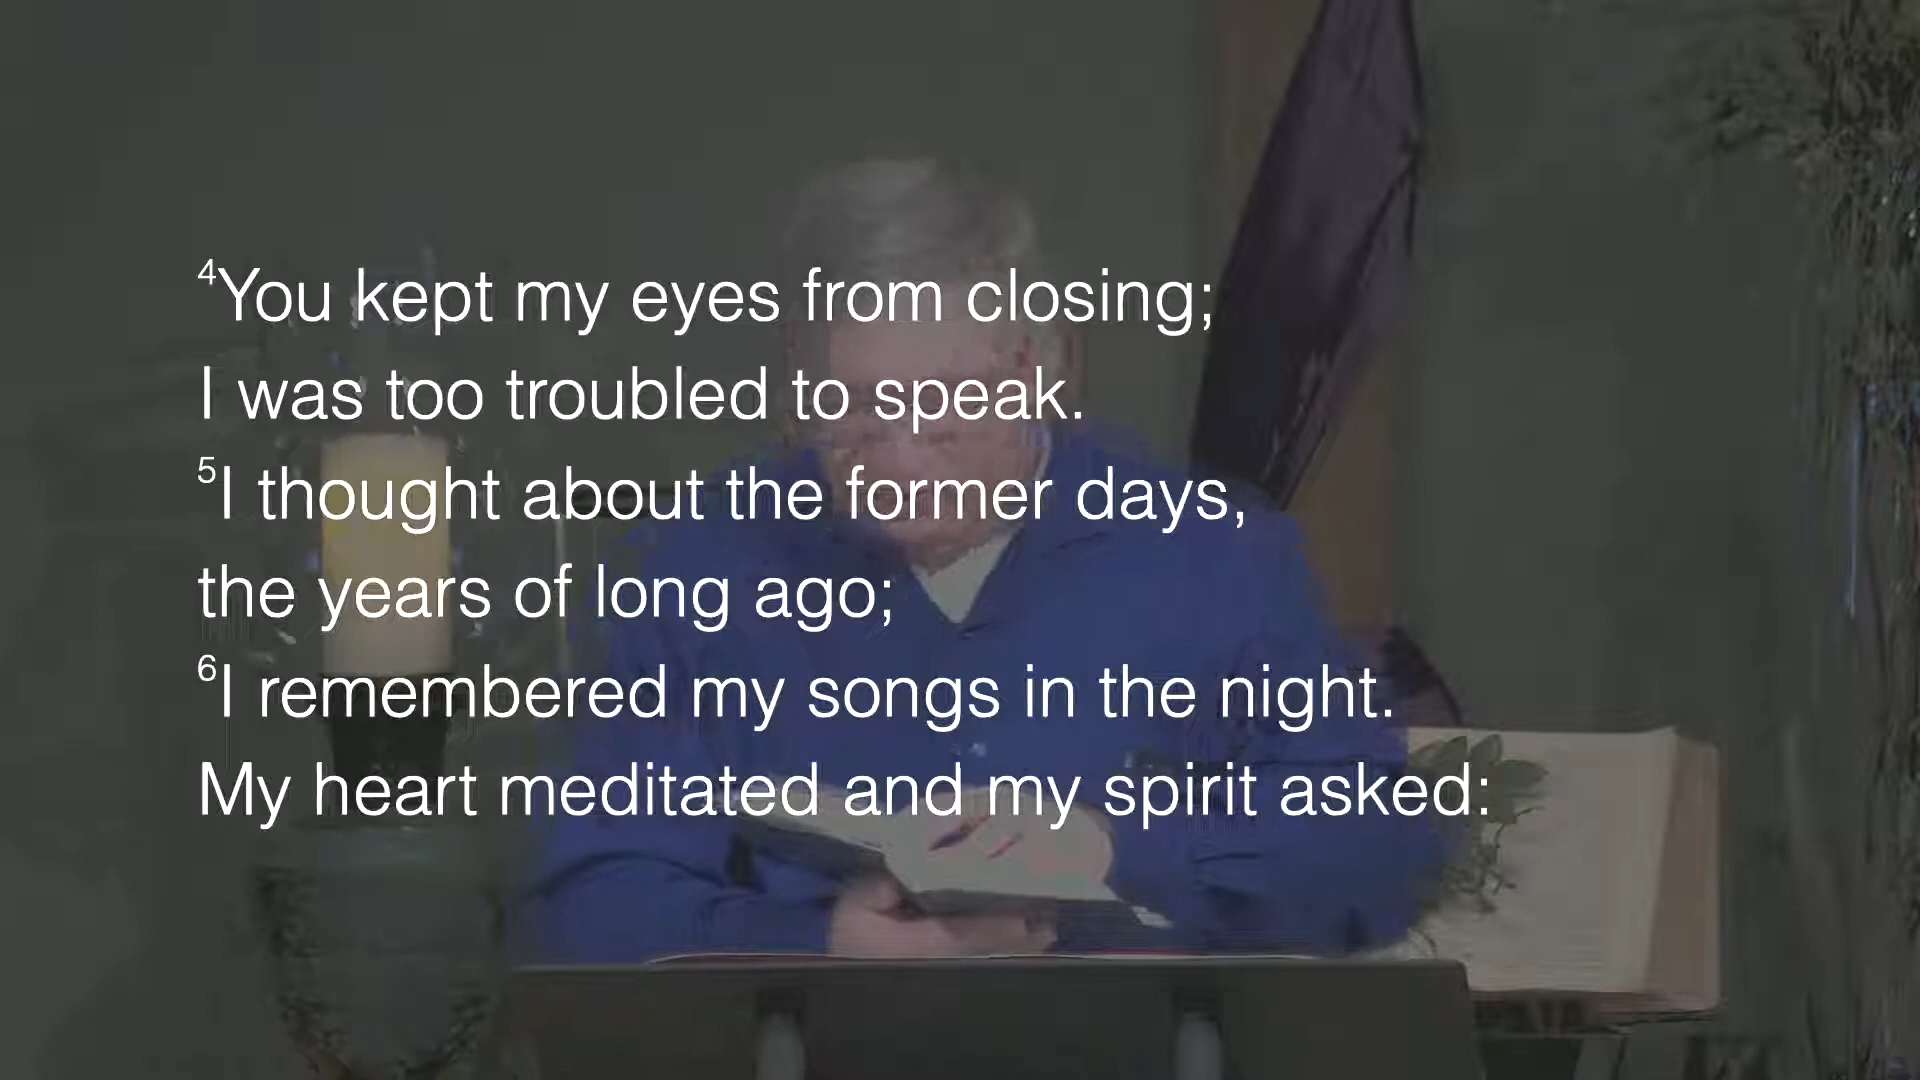 4You kept my eyes from closing;
I was too troubled to speak.
5I thought about the former days,
the years of long ago;
6I remembered my songs in the night.
My heart meditated and my spirit asked: